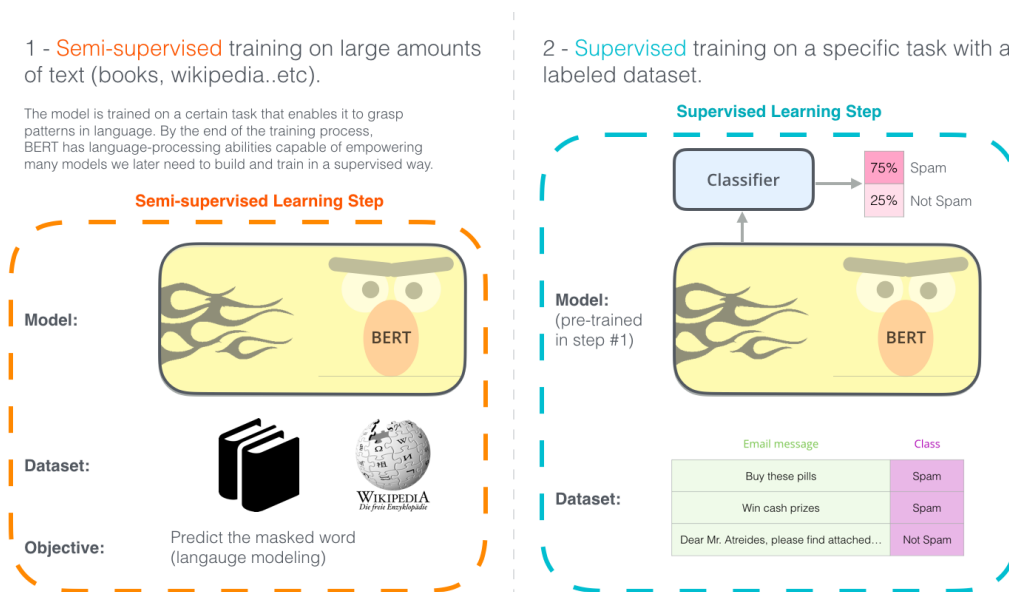 1 - Semi-supervised training on large amounts
of text (books, wikipedia..etc).
The model is trained on a certain task that enables it to grasp
patterns in language. By the end of the training process,
BERT has language-processing abilities capable of empowering
many models we later need to build and train in a supervised way.
Semi-supervised Learning Step
Model:
BERT
Dataset:
WIKIPEDIA
Die freie Enzyklopädie
Objective:
Predict the masked word
(langauge modeling)
2 - Supervised training on a specific task with a
labeled dataset.
Supervised Learning Step
Classifier
75% Spam
25% Not Spam
Model:
(pre-trained
in step #1)
BERT
Dataset:
Email message Class
Buy these pills Spam
Win cash prizes Spam
Dear Mr. Atreides, please find attached… Not Spam